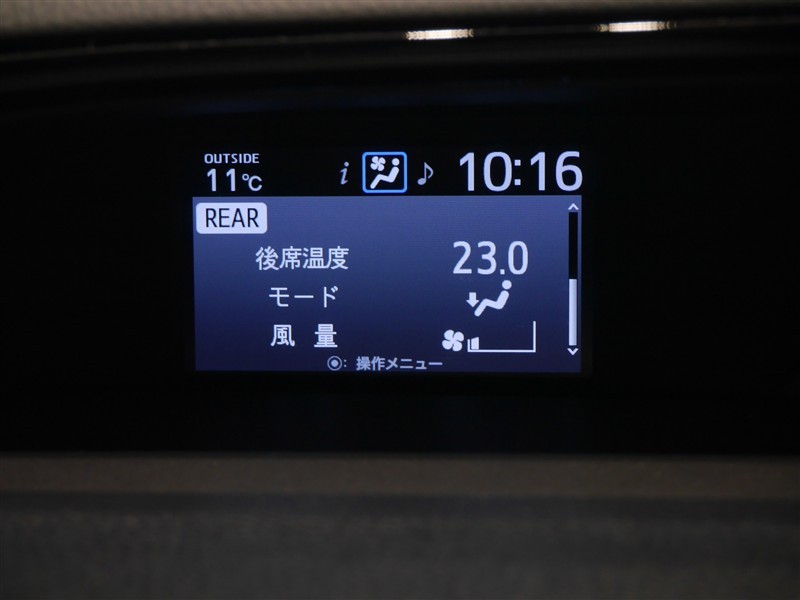 OUTSIDE
11℃
i
10:16
REAR
後席温度 23.0
モード
風量
◉: 操作メニュー